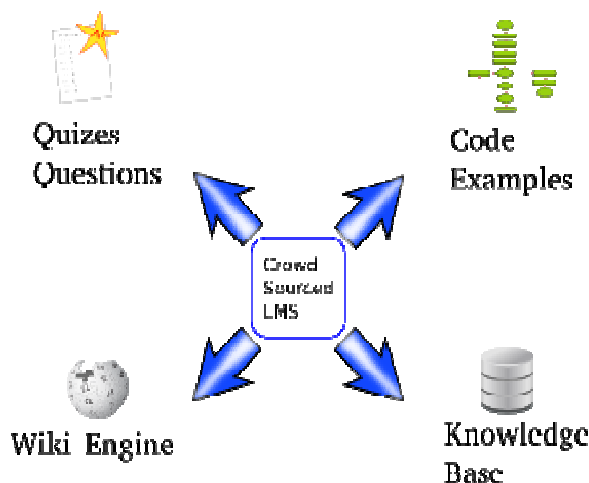 Quizes
Questions
Code
Examples
Crowd
Sourced
LMS
Wiki Engine
Knowledge
Base